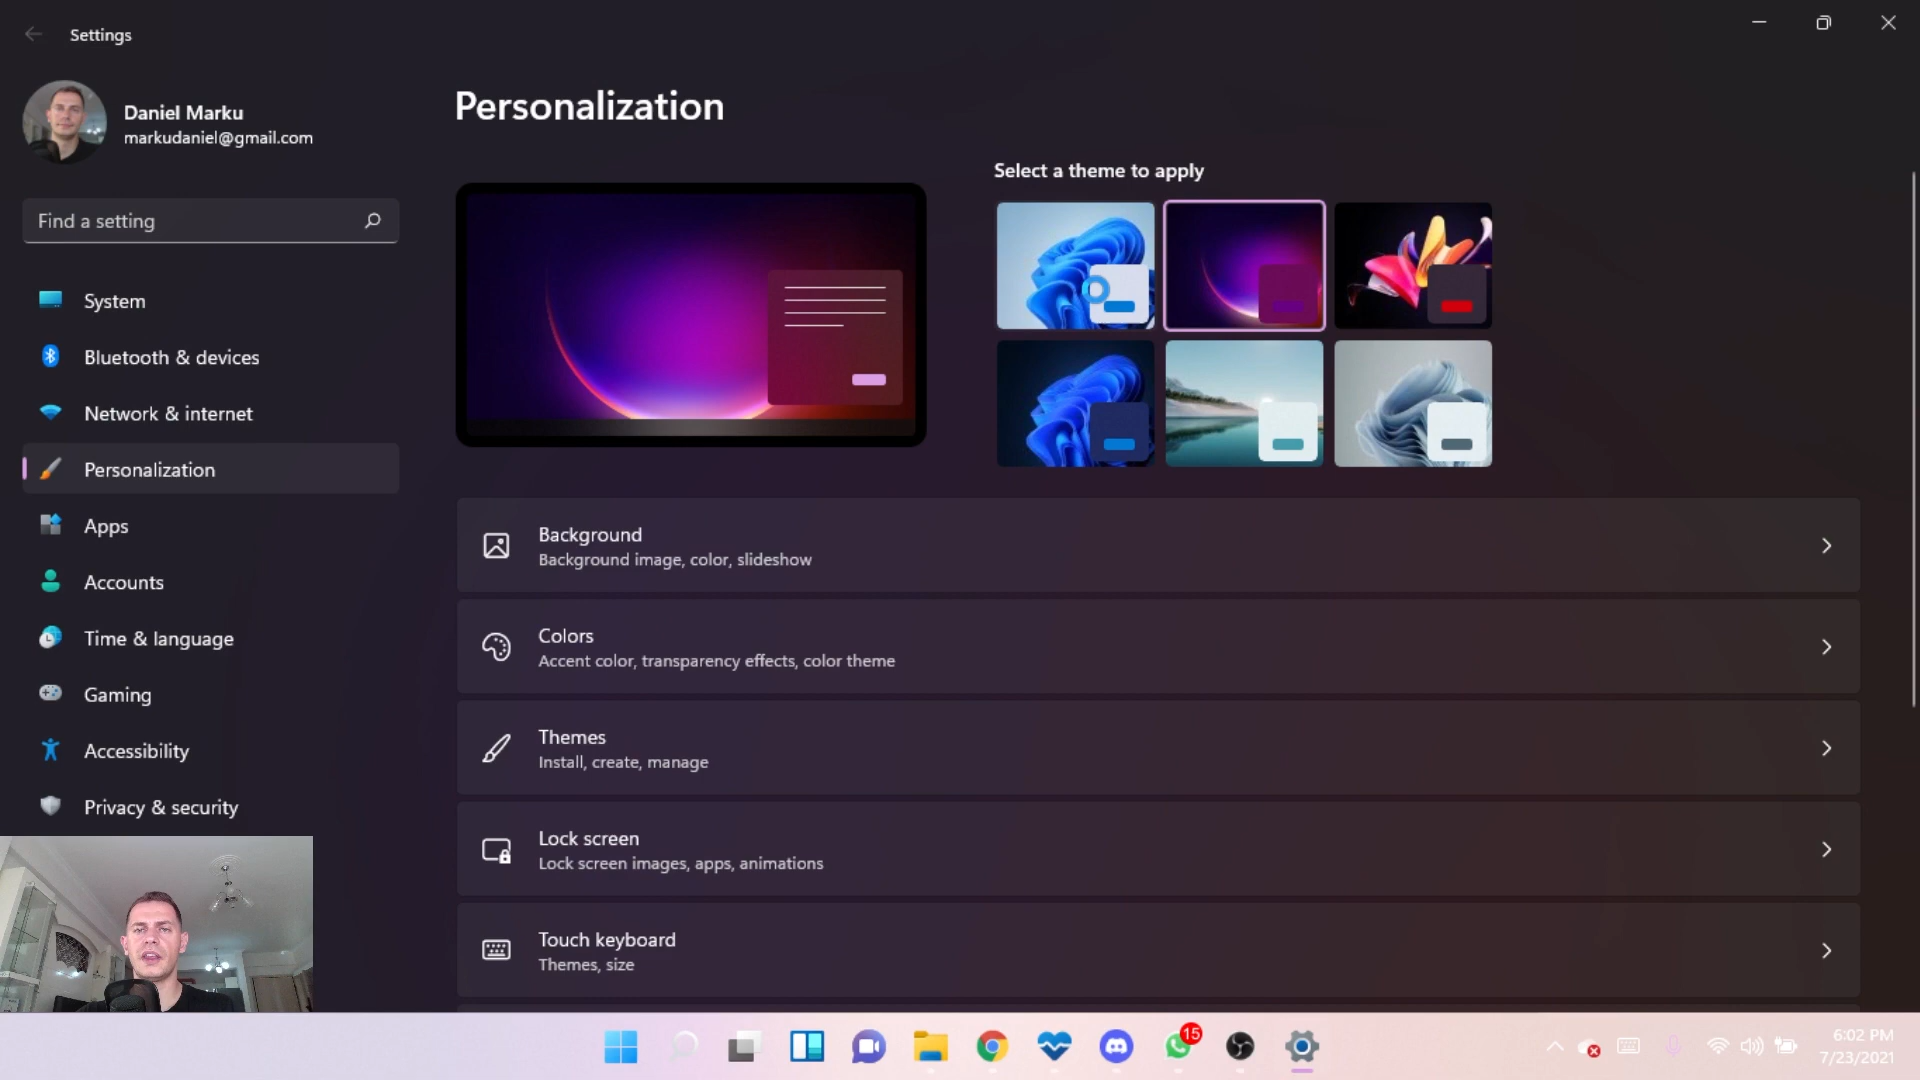 Settings
Daniel Marku
markudaniel@gmail.com
Find a setting
System
Bluetooth & devices
Network & internet
Personalization
Apps
Accounts
Time & language
Gaming
Accessibility
Privacy & security
Personalization
Select a theme to apply
Background
Background image, color, slideshow
Colors
Accent color, transparency effects, color theme
Themes
Install, create, manage
Lock screen
Lock screen images, apps, animations
Touch keyboard
Themes, size
15
6:02 PM
7/23/2021